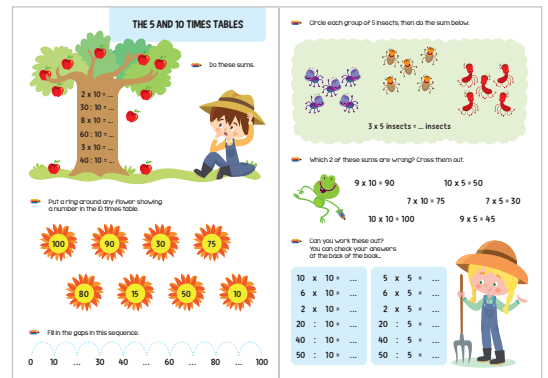 THE 5 AND 10 TIMES TABLES
Do these sums.
2 x 10 = ...
30 : 10 = ...
8 x 10 = ...
60 : 10 = ...
3 x 10 = ...
40 : 10 = ...
Put a ring around any flower showing
a number in the 10 times table.
100 90 30 75
80 15 50 10
Fill in the gaps in this sequence.
0 10 ... 30 40 ... 60 ... 80 ... 100
Circle each group of 5 insects, then do the sum below.
3 x 5 insects = ... insects
Which 2 of these sums are wrong? Cross them out.
9 x 10 = 90 10 x 5 = 50
7 x 10 = 75 7 x 5 = 30
10 x 10 = 100 9 x 5 = 45
Can you work these out?
You can check your answers
at the back of the book...
10 x 10 = ... 5 x 5 = ...
6 x 10 = ... 6 x 5 = ...
2 x 10 = ... 2 x 5 = ...
20 : 10 = ... 20 : 5 = ...
40 : 10 = ... 40 : 5 = ...
50 : 10 = ... 50 : 5 = ...